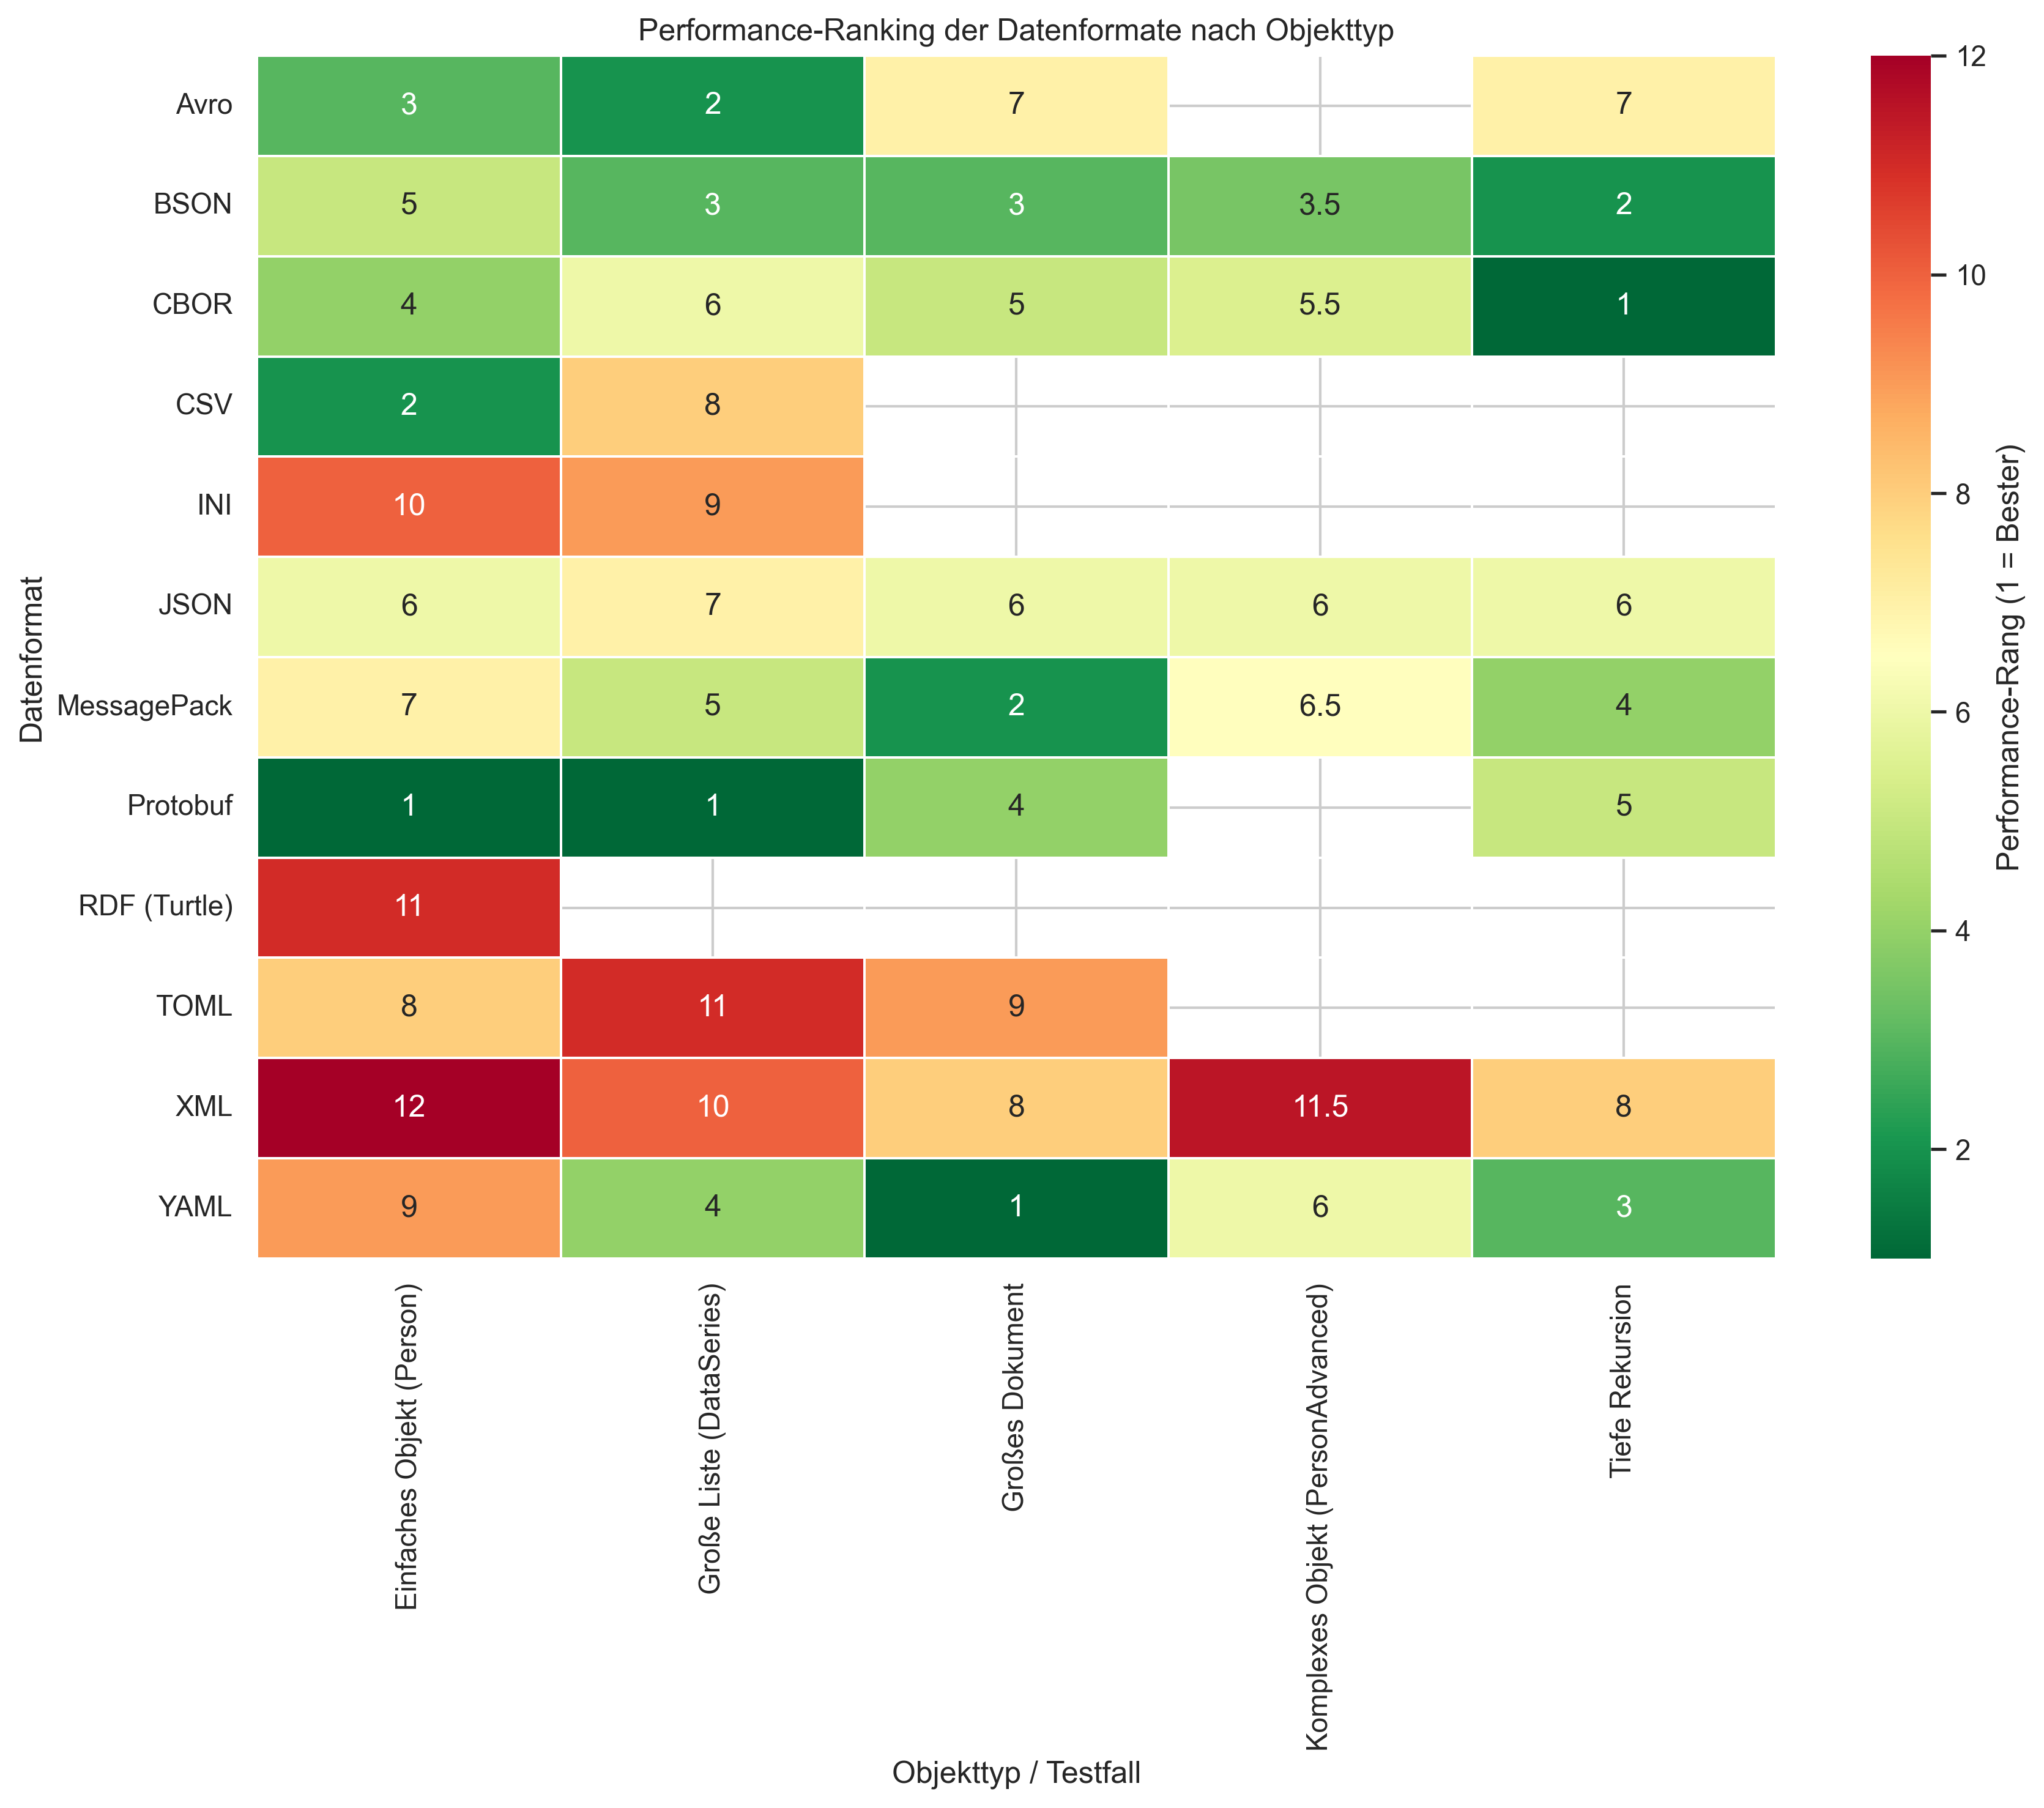 Performance-Ranking der Datenformate nach Objekttyp
Datenformat
Avro 3 2 7 7
BSON 5 3 3 3.5 2
CBOR 4 6 5 5.5 1
CSV 2 8
INI 10 9
JSON 6 7 6 6 6
MessagePack 7 5 2 6.5 4
Protobuf 1 1 4 5
RDF (Turtle) 11
TOML 8 11 9
XML 12 10 8 11.5 8
YAML 9 4 1 6 3
Einfaches Objekt (Person)
Große Liste (DataSeries)
Großes Dokument
Komplexes Objekt (PersonAdvanced)
Tiefe Rekursion
Objekttyp / Testfall
12
10
8
6
4
2
Performance-Rang (1 = Bester)